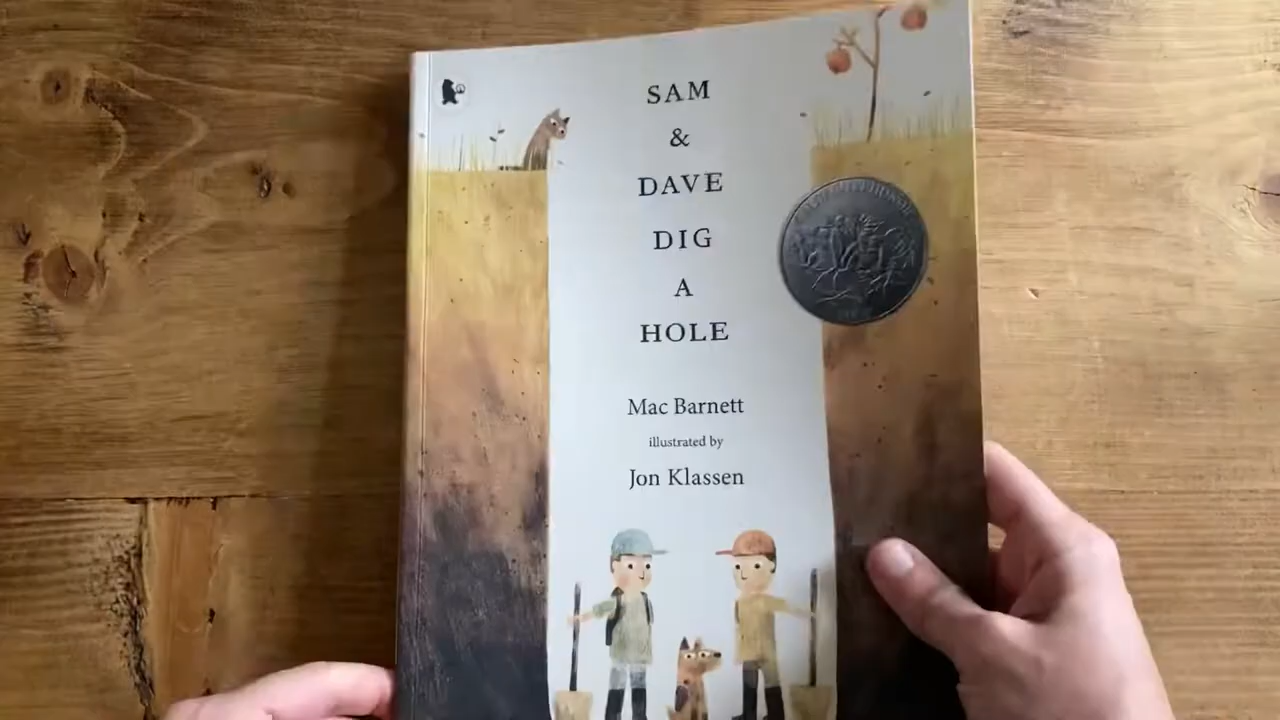 SAM
&
DAVE
DIG
A
HOLE
Mac Barnett
illustrated by
Jon Klassen